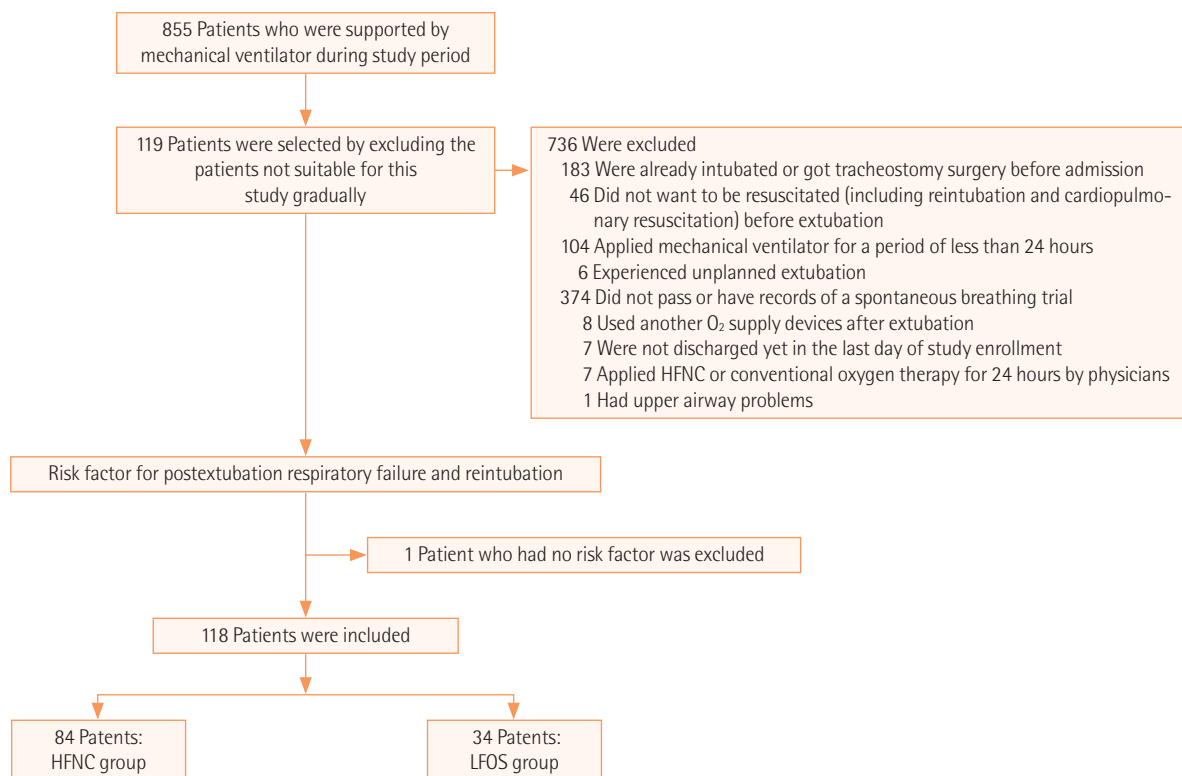 855 Patients who were supported by
mechanical ventilator during study period
119 Patients were selected by excluding the
patients not suitable for this
study gradually
736 Were excluded
183 Were already intubated or got tracheostomy surgery before admission
46 Did not want to be resuscitated (including reintubation and cardiopulmo-
nary resuscitation) before extubation
104 Applied mechanical ventilator for a period of less than 24 hours
6 Experienced unplanned extubation
374 Did not pass or have records of a spontaneous breathing trial
8 Used another O₂ supply devices after extubation
7 Were not discharged yet in the last day of study enrollment
7 Applied HFNC or conventional oxygen therapy for 24 hours by physicians
1 Had upper airway problems
Risk factor for postextubation respiratory failure and reintubation
1 Patient who had no risk factor was excluded
118 Patients were included
84 Patents:
HFNC group
34 Patents:
LFOS group